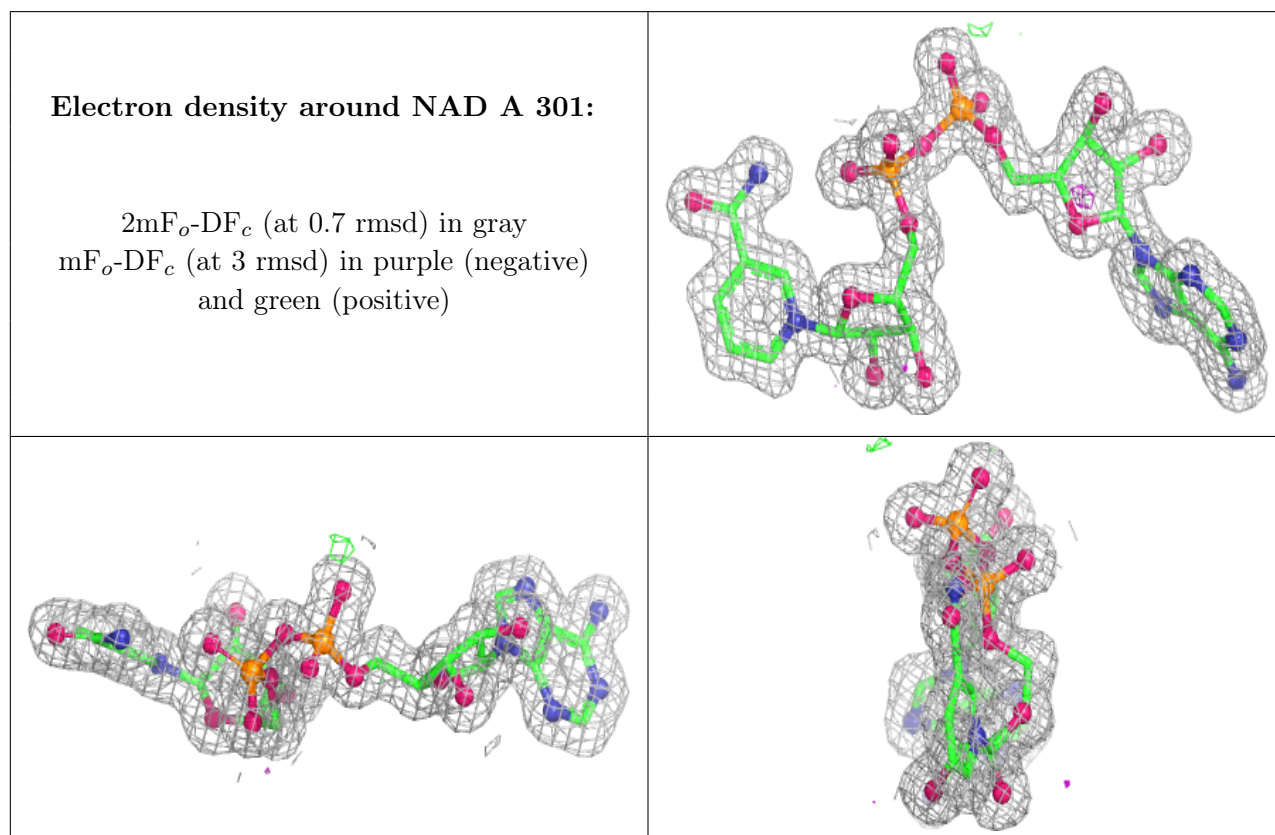 Electron density around NAD A 301:
2mFₒ-DF𝒸 (at 0.7 rmsd) in gray
mFₒ-DF𝒸 (at 3 rmsd) in purple (negative)
and green (positive)